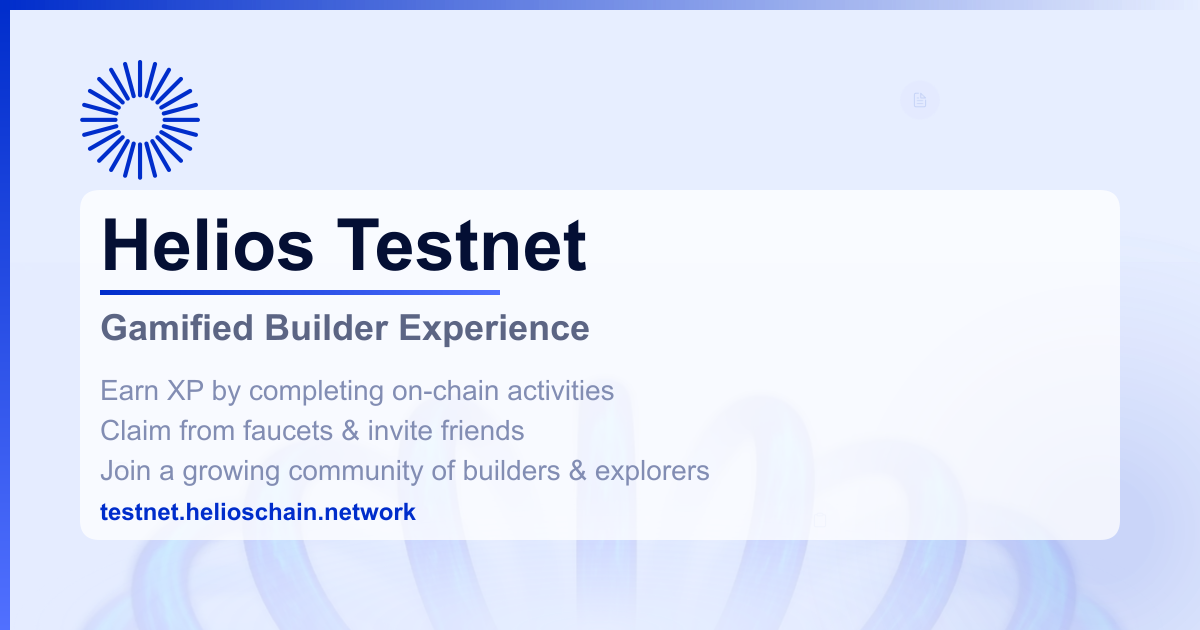 Helios Testnet
Gamified Builder Experience
Earn XP by completing on-chain activities
Claim from faucets & invite friends
Join a growing community of builders & explorers
testnet.helioschain.network